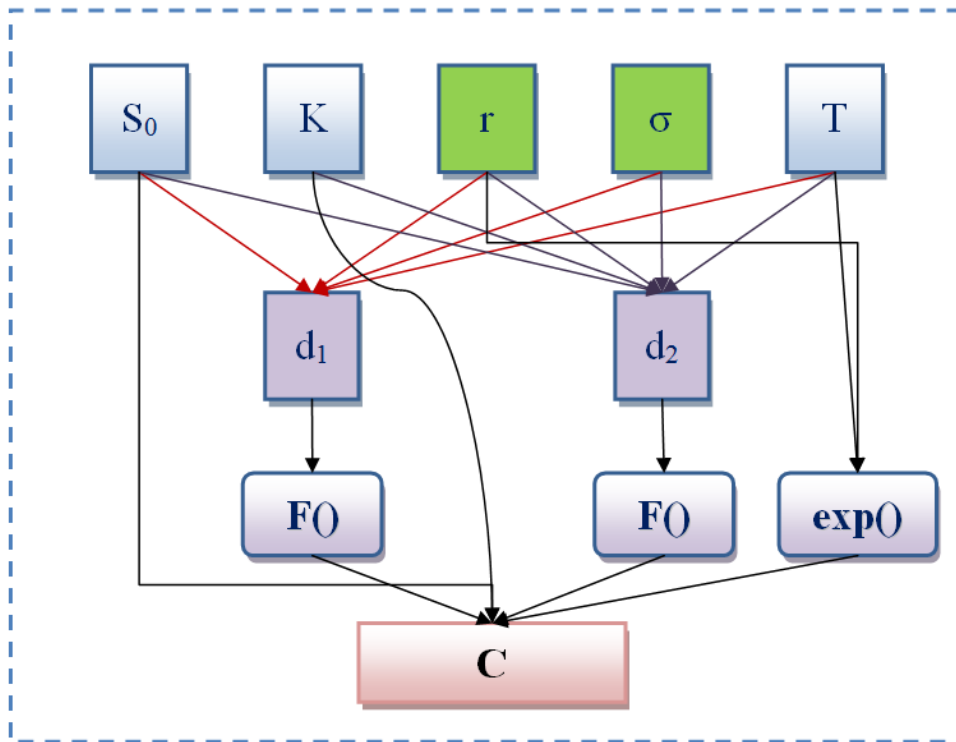 S₀ K r σ T
d₁ d₂
F() F() exp()
C